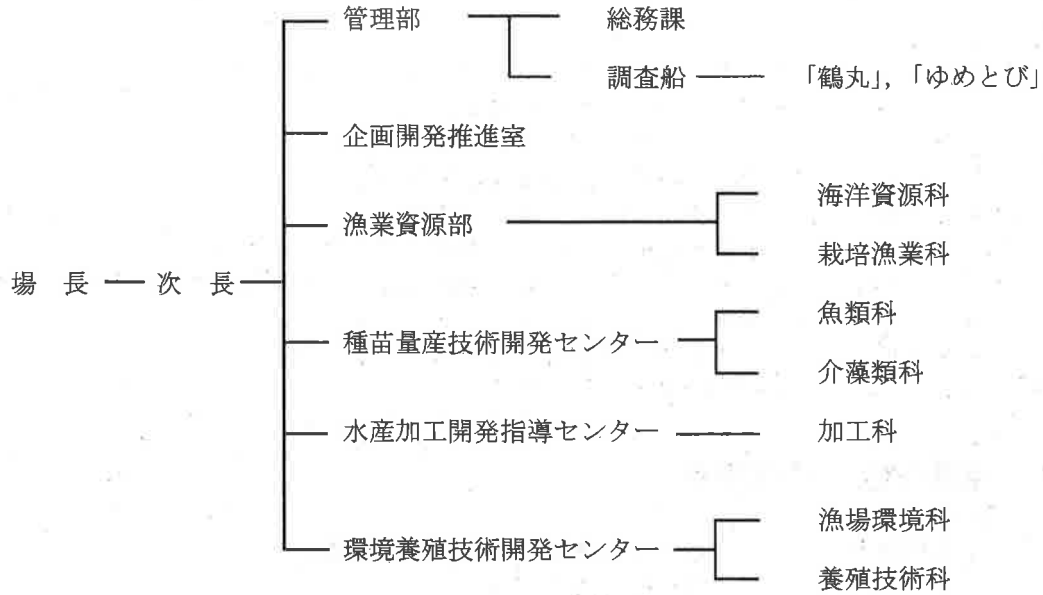 管理部 総務課
調査船 「鶴丸」，「ゆめとび」
企画開発推進室
海洋資源科
漁業資源部
栽培漁業科
場 長 次 長
魚類科
種苗量産技術開発センター
介藻類科
水産加工開発指導センター 加工科
漁場環境科
環境養殖技術開発センター
養殖技術科